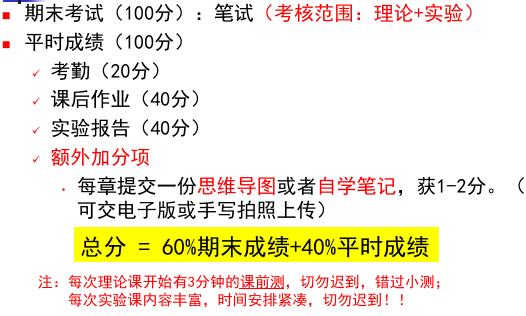 期末考试（100分）：笔试（考核范围：理论+实验）
平时成绩（100分）
考勤（20分）
课后作业（40分）
实验报告（40分）
额外加分项
每章提交一份思维导图或者自学笔记，获1-2分。（
可交电子版或手写拍照上传）
总分 = 60%期末成绩+40%平时成绩
注：每次理论课开始有3分钟的课前测，切勿迟到，错过小测；
每次实验课内容丰富，时间安排紧凑，切勿迟到！！